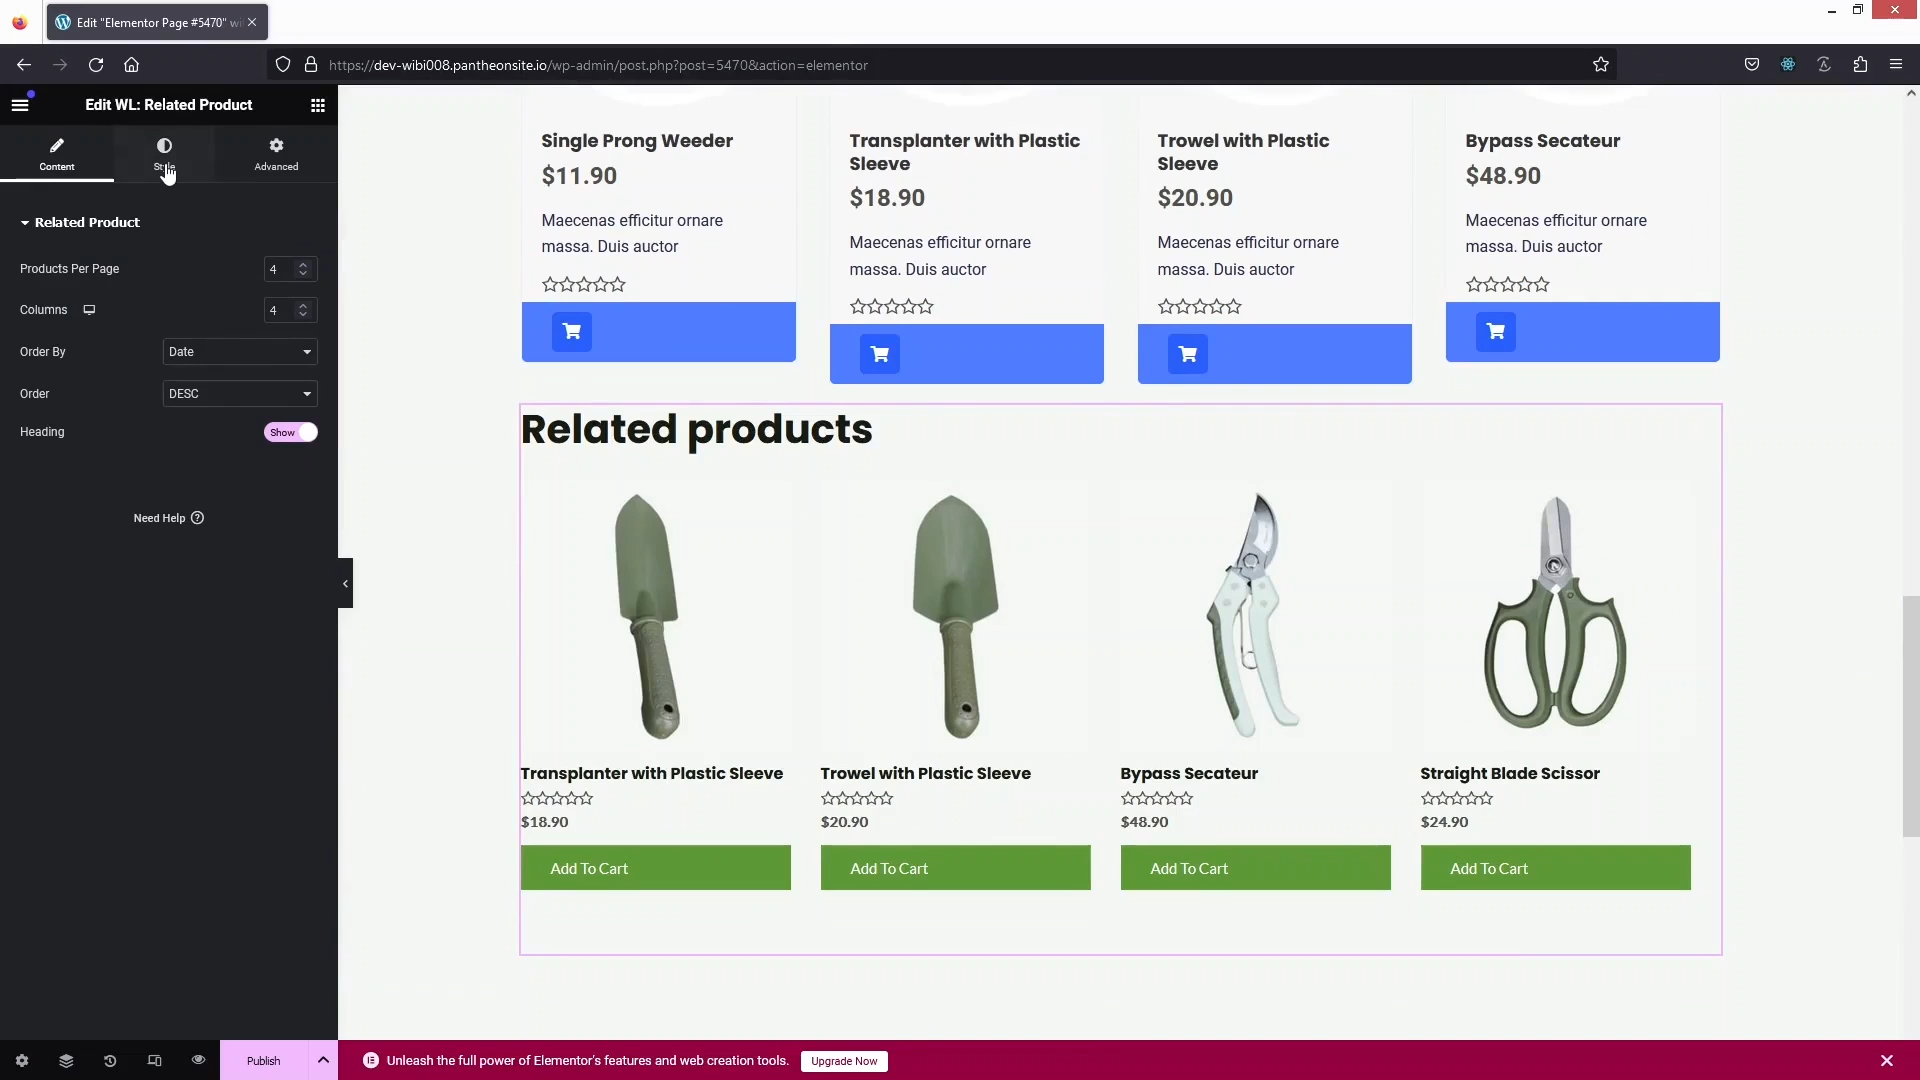 Edit "Elementor Page #5470" wi
https://dev-wibi008.pantheonsite.io/wp-admin/post.php?post=5470&action=elementor
Edit WL: Related Product
Content
Style
Advanced
Related Product
Products Per Page
4
Columns
4
Order By
Date
Order
DESC
Heading
Show
Need Help
Publish
Single Prong Weeder
$11.90
Maecenas efficitur ornare
massa. Duis auctor
Transplanter with Plastic
Sleeve
$18.90
Maecenas efficitur ornare
massa. Duis auctor
Trowel with Plastic
Sleeve
$20.90
Maecenas efficitur ornare
massa. Duis auctor
Bypass Secateur
$48.90
Maecenas efficitur ornare
massa. Duis auctor
Related products
Transplanter with Plastic Sleeve
$18.90
Add To Cart
Trowel with Plastic Sleeve
$20.90
Add To Cart
Bypass Secateur
$48.90
Add To Cart
Straight Blade Scissor
$24.90
Add To Cart
Unleash the full power of Elementor's features and web creation tools.
Upgrade Now